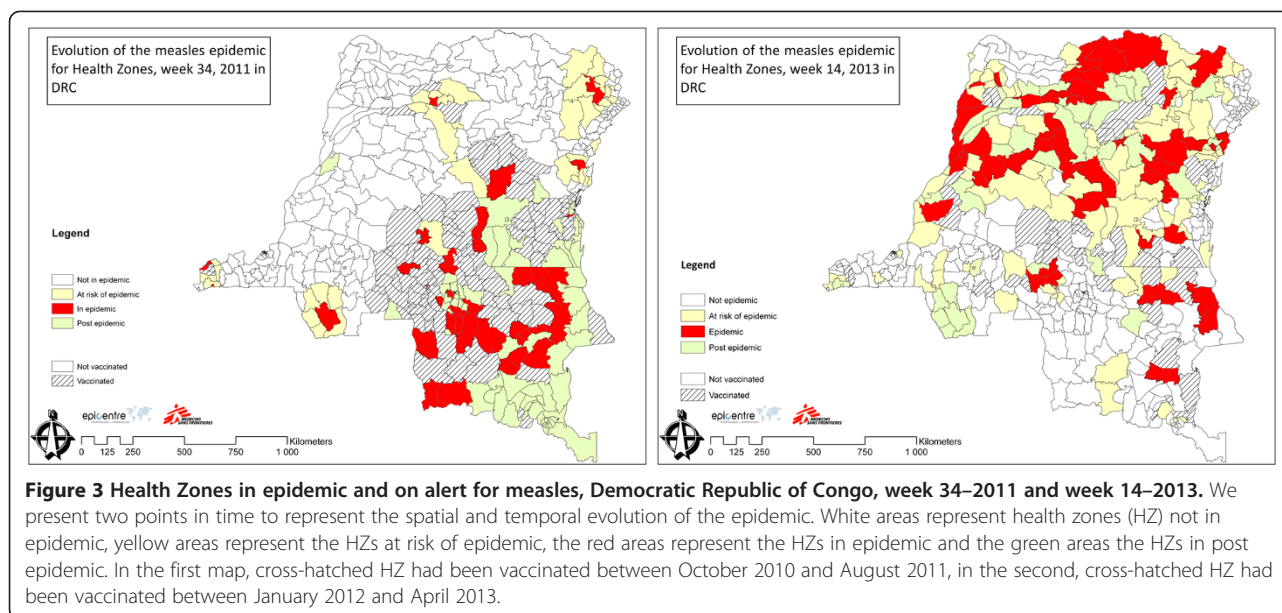 Evolution of the measles epidemic
for Health Zones, week 34, 2011 in
DRC
Legend
Not in epidemic
At risk of epidemic
In epidemic
Post epidemic
Not vaccinated
Vaccinated
epicentre
MEDECINS
SANS FRONTIERES
Kilometers
0 125 250 500 750 1 000
Evolution of the measles epidemic
for Health Zones, week 14, 2013 in
DRC
Legend
Not epidemic
At risk of epidemic
Epidemic
Post epidemic
Not vaccinated
Vaccinated
epicentre
MEDECINS
SANS FRONTIERES
Kilometers
0 125 250 500 750 1 000
Figure 3 Health Zones in epidemic and on alert for measles, Democratic Republic of Congo, week 34–2011 and week 14–2013. We
present two points in time to represent the spatial and temporal evolution of the epidemic. White areas represent health zones (HZ) not in
epidemic, yellow areas represent the HZs at risk of epidemic, the red areas represent the HZs in epidemic and the green areas the HZs in post
epidemic. In the first map, cross-hatched HZ had been vaccinated between October 2010 and August 2011, in the second, cross-hatched HZ had
been vaccinated between January 2012 and April 2013.